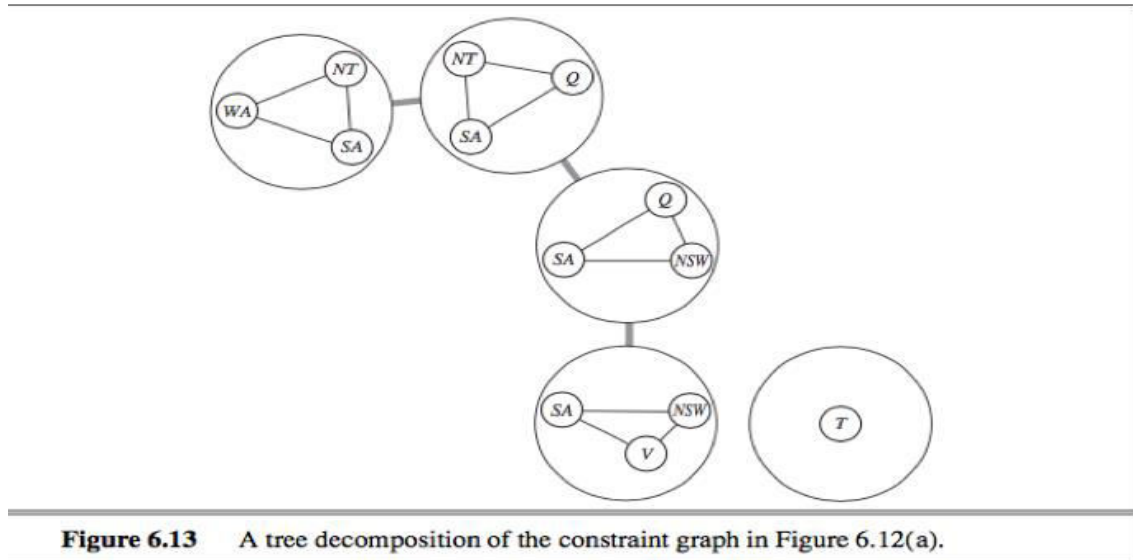 NT
WA
SA
NT
Q
SA
Q
SA
NSW
SA
NSW
V
T
Figure 6.13 A tree decomposition of the constraint graph in Figure 6.12(a).